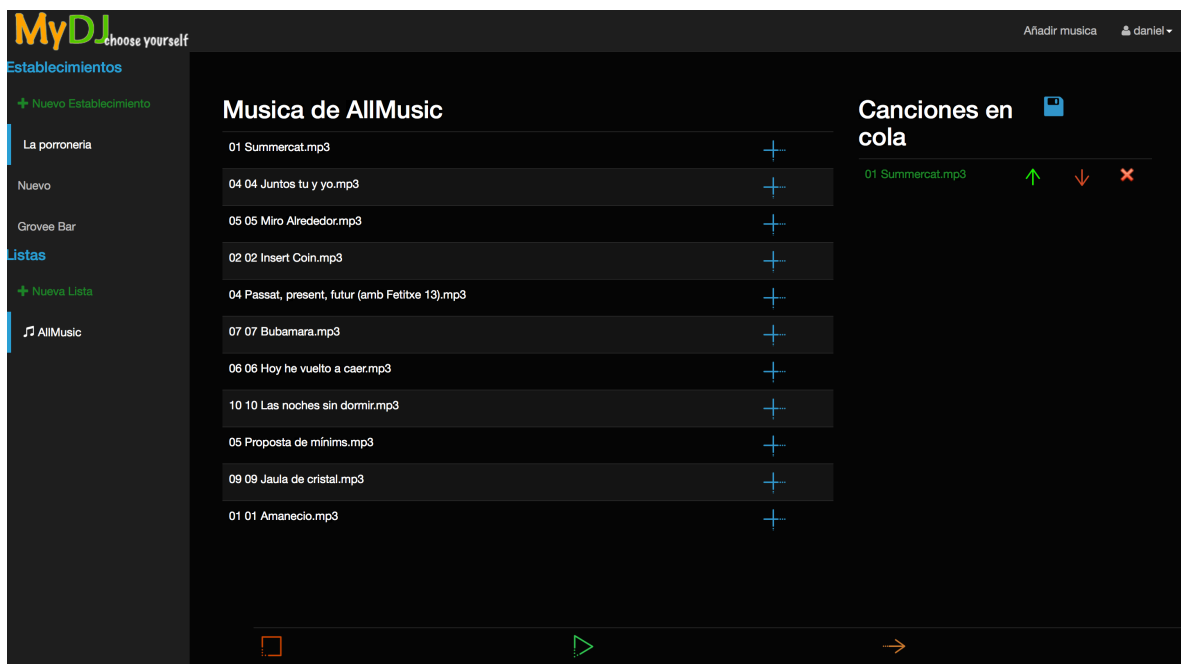 MyDJ choose yourself
Añadir musica
daniel
Establecimientos
Nuevo Establecimiento
La porroneria
Nuevo
Grovee Bar
Listas
Nueva Lista
AllMusic
Musica de AllMusic
01 Summercat.mp3
04 04 Juntos tu y yo.mp3
05 05 Miro Alrededor.mp3
02 02 Insert Coin.mp3
04 Passat, present, futur (amb Fetitxe 13).mp3
07 07 Bubamara.mp3
06 06 Hoy he vuelto a caer.mp3
10 10 Las noches sin dormir.mp3
05 Proposta de mínims.mp3
09 09 Jaula de cristal.mp3
01 01 Amanecio.mp3
Canciones en
cola
01 Summercat.mp3